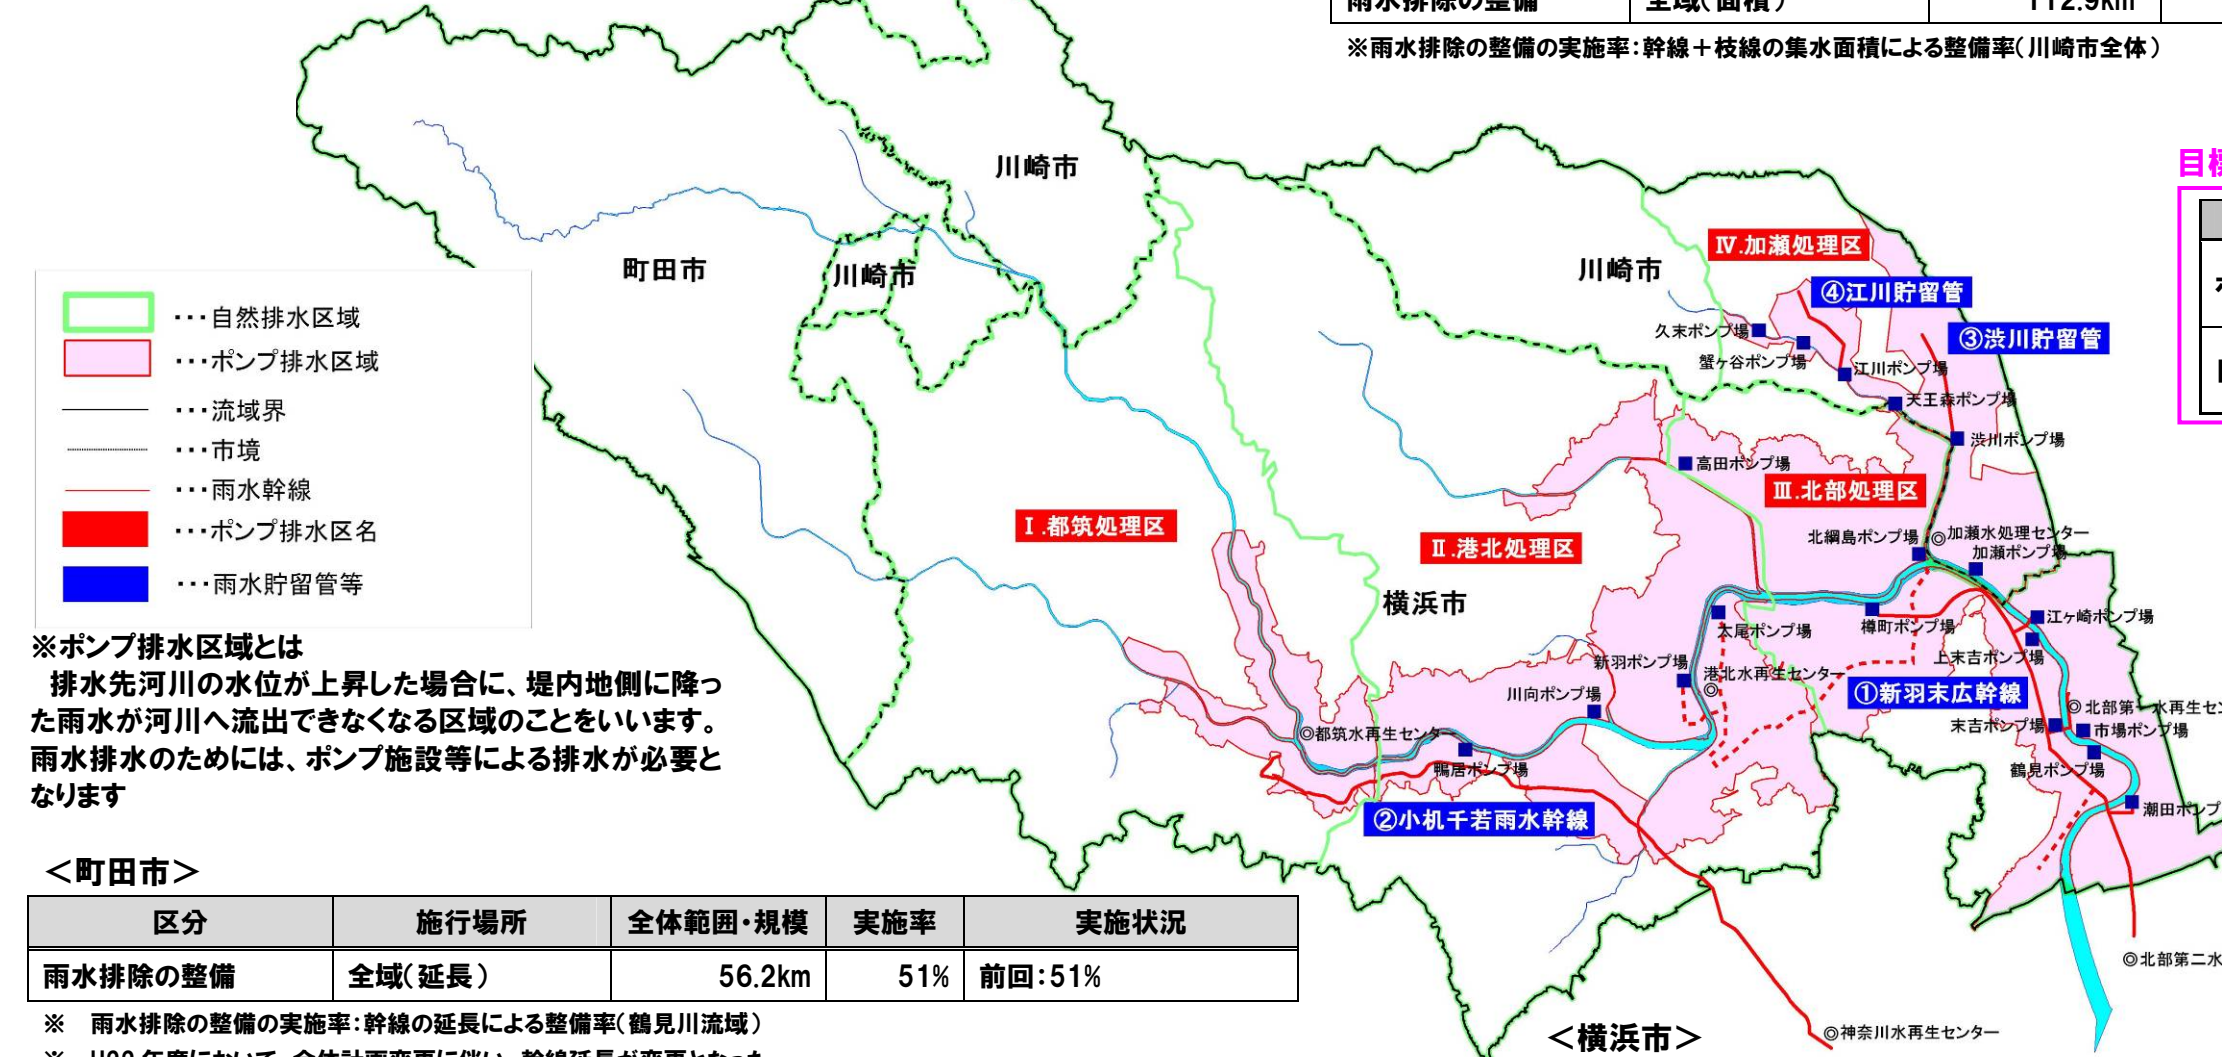 雨水排除の整備 全域(面積) 112.9km
※雨水排除の整備の実施率:幹線+枝線の集水面積による整備率(川崎市全体)
目標
川崎市
町田市
川崎市
川崎市
横浜市
Ⅳ.加瀬処理区
④江川貯留管
③渋川貯留管
久末ポンプ場
蟹ヶ谷ポンプ場
江川ポンプ場
天王森ポンプ場
渋川ポンプ場
高田ポンプ場
Ⅲ.北部処理区
Ⅰ.都筑処理区
Ⅱ.港北処理区
北綱島ポンプ場
◎加瀬水処理センター
加瀬ポンプ場
江ヶ崎ポンプ場
樽町ポンプ場
太尾ポンプ場
上末吉ポンプ場
新羽ポンプ場
港北水再生センター
◎
①新羽末広幹線
川向ポンプ場
◎北部第一水再生セン
末吉ポンプ場
市場ポンプ場
◎都筑水再生センター
鴨居ポンプ場
鶴見ポンプ場
潮田ポンプ
②小机千若雨水幹線
◎北部第二水
◎神奈川水再生センター
<横浜市>
・・・自然排水区域
・・・ポンプ排水区域
・・・流域界
・・・市境
・・・雨水幹線
・・・ポンプ排水区名
・・・雨水貯留管等
※ポンプ排水区域とは
排水先河川の水位が上昇した場合に、堤内地側に降っ
た雨水が河川へ流出できなくなる区域のことをいいます。
雨水排水のためには、ポンプ施設等による排水が必要と
なります
<町田市>
区分 施行場所 全体範囲・規模 実施率 実施状況
雨水排除の整備 全域(延長) 56.2km 51% 前回:51%
※ 雨水排除の整備の実施率:幹線の延長による整備率(鶴見川流域)